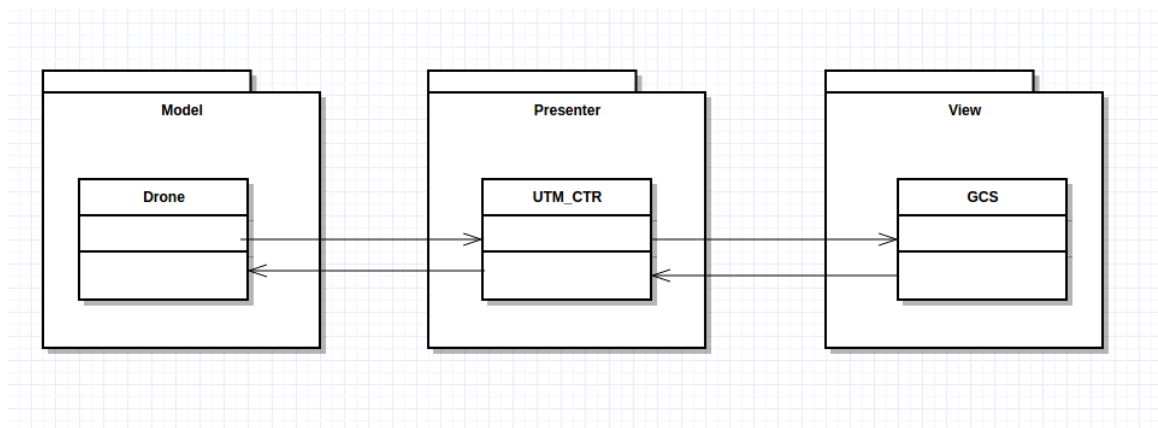 Model
Presenter
View
Drone
UTM_CTR
GCS